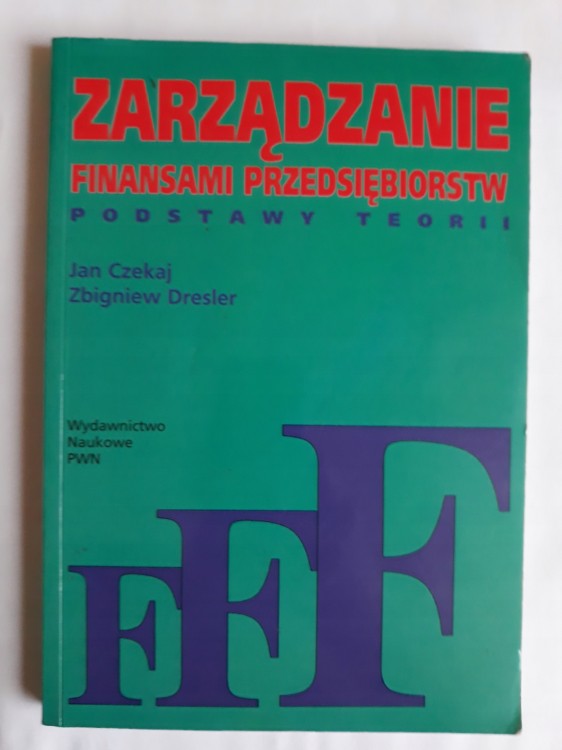 ZARZĄDZANIE
FINANSAMI PRZEDSIĘBIORSTW
PODSTAWY TEORII
Jan Czekaj
Zbigniew Dresler
Wydawnictwo
Naukowe
PWN
F F F